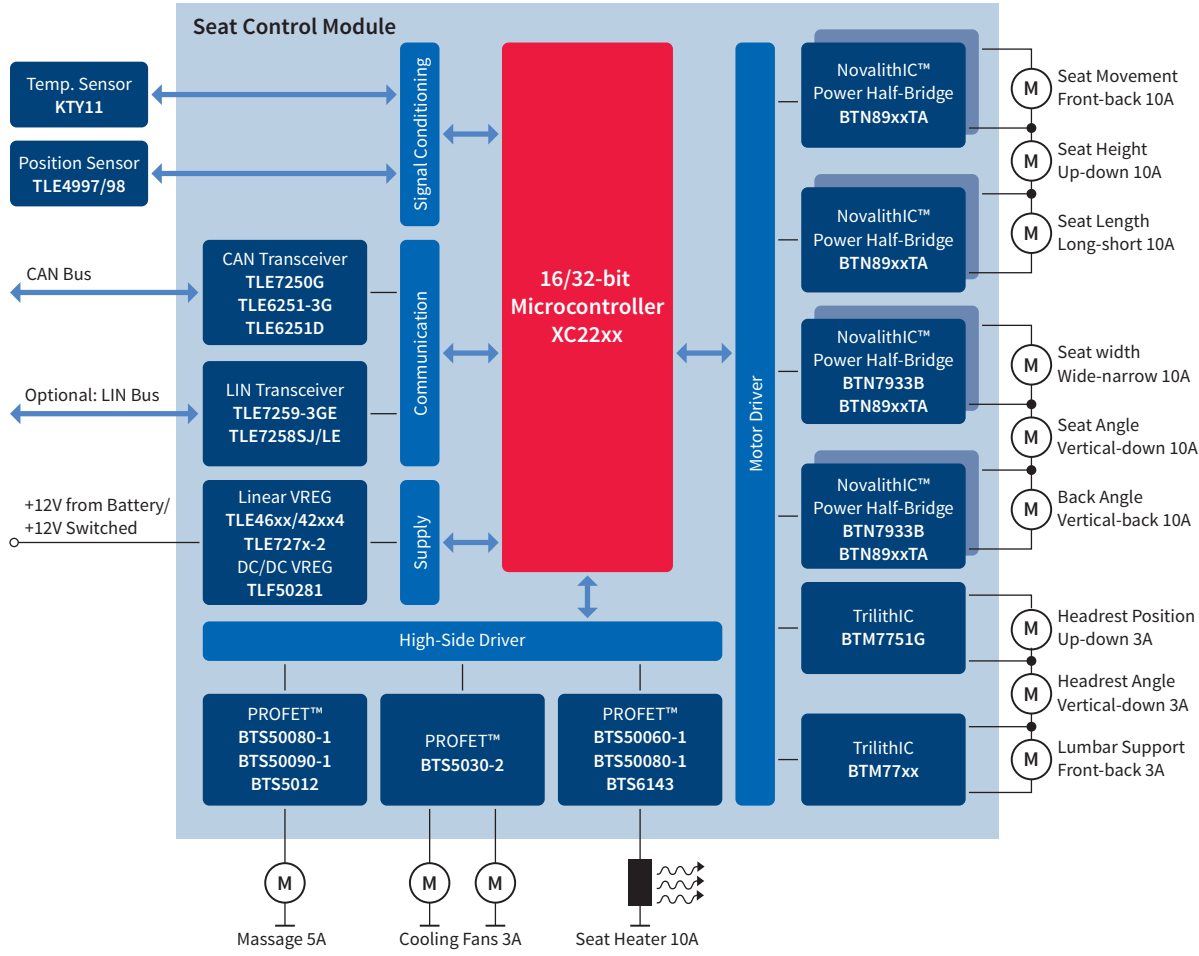 Seat Control Module
Temp. Sensor
KTY11
Position Sensor
TLE4997/98
CAN Bus
Optional: LIN Bus
+12V from Battery/
+12V Switched
Signal Conditioning
CAN Transceiver
TLE7250G
TLE6251-3G
TLE6251D
LIN Transceiver
TLE7259-3GE
TLE7258SJ/LE
Communication
Linear VREG
TLE46xx/42xx4
TLE727x-2
DC/DC VREG
TLF50281
Supply
16/32-bit
Microcontroller
XC22xx
High-Side Driver
PROFET™
BTS50080-1
BTS50090-1
BTS5012
PROFET™
BTS5030-2
PROFET™
BTS50060-1
BTS50080-1
BTS6143
M
Massage 5A
M
M
Cooling Fans 3A
Seat Heater 10A
Motor Driver
NovalithIC™
Power Half-Bridge
BTN89xxTA
NovalithIC™
Power Half-Bridge
BTN89xxTA
NovalithIC™
Power Half-Bridge
BTN7933B
BTN89xxTA
NovalithIC™
Power Half-Bridge
BTN7933B
BTN89xxTA
TrilithIC
BTM7751G
TrilithIC
BTM77xx
M
Seat Movement
Front-back 10A
M
Seat Height
Up-down 10A
M
Seat Length
Long-short 10A
M
Seat width
Wide-narrow 10A
M
Seat Angle
Vertical-down 10A
M
Back Angle
Vertical-back 10A
M
Headrest Position
Up-down 3A
M
Headrest Angle
Vertical-down 3A
M
Lumbar Support
Front-back 3A